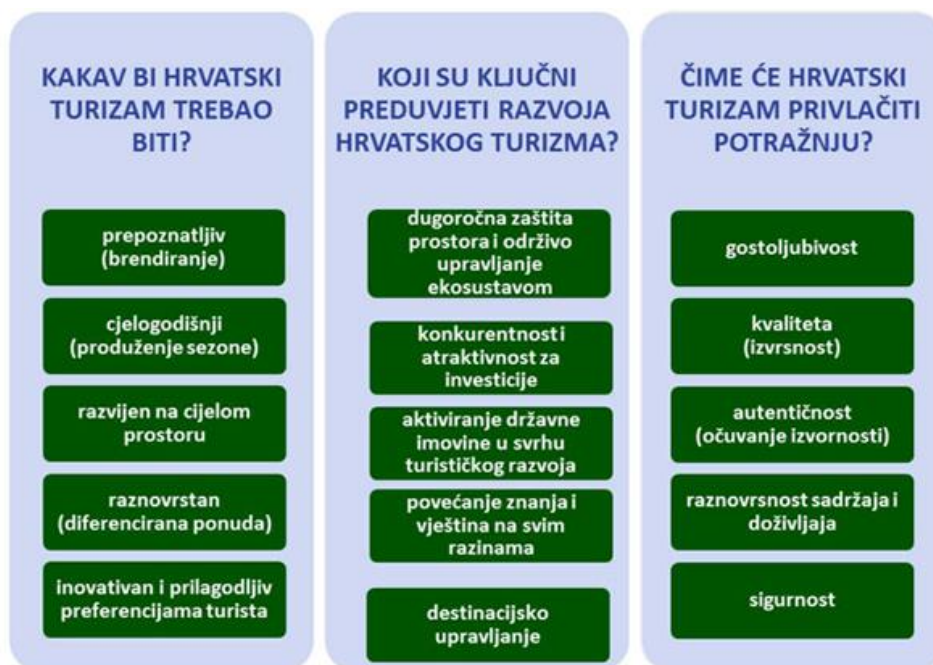 KAKAV BI HRVATSKI
TURIZAM TREBAO
BITI?
prepoznatljiv
(brendiranje)
cjelogodišnji
(produženje sezone)
razvijen na cijelom
prostoru
raznovrstan
(diferencirana ponuda)
inovativan i prilagodljiv
preferencijama turista
KOJI SU KLJUČNI
PREDUVJETI RAZVOJA
HRVATSKOG TURIZMA?
dugoročna zaštita
prostora i održivo
upravljanje
ekosustavom
konkurentnost i
atraktivnost za
investicije
aktiviranje državne
imovine u svrhu
turističkog razvoja
povećanje znanja i
vještina na svim
razinama
destinacijsko
upravljanje
ČIME ĆE HRVATSKI
TURIZAM PRIVLAČITI
POTRAŽNJU?
gostoljubivost
kvaliteta
(izvrsnost)
autentičnost
(očuvanje izvornosti)
raznovrsnost sadržaja i
doživljaja
sigurnost